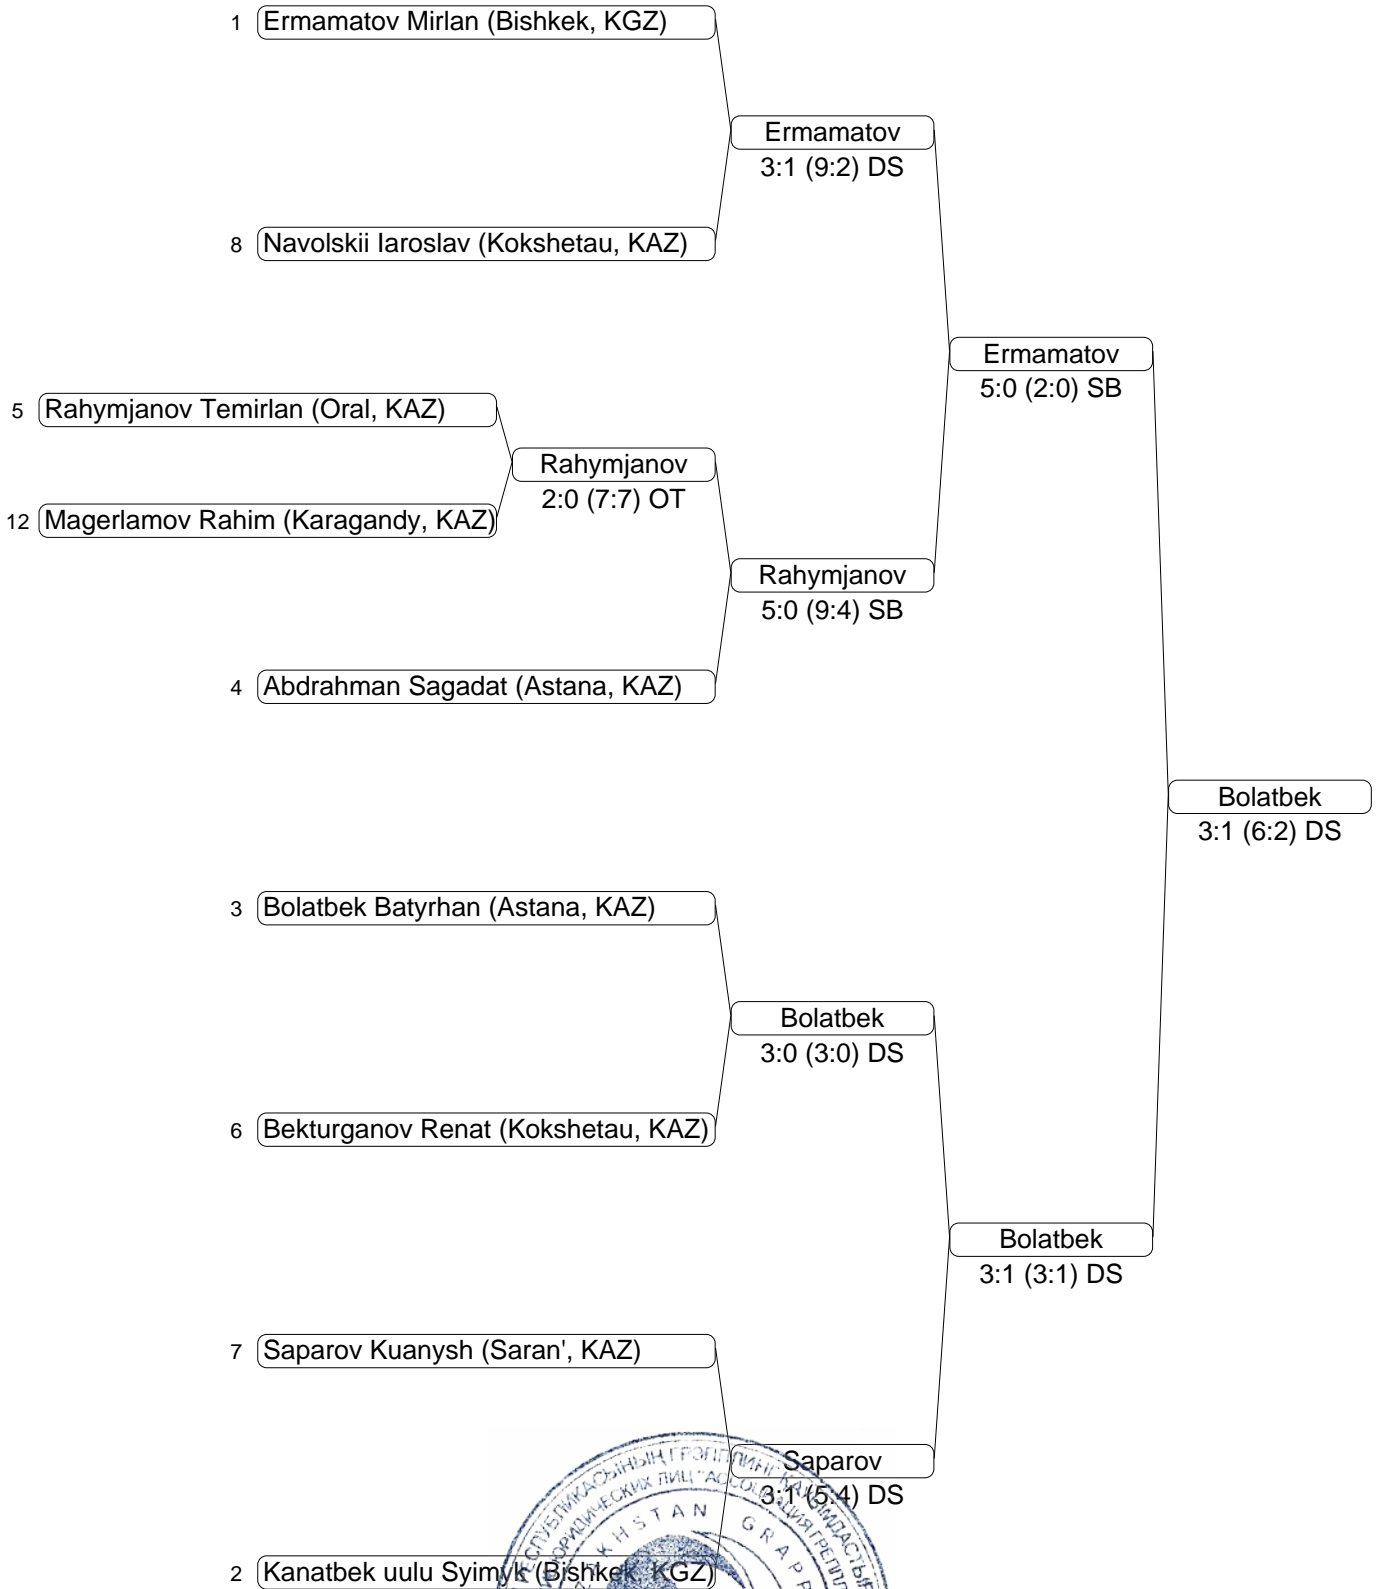 1 Ermamatov Mirlan (Bishkek, KGZ)
Ermamatov
3:1 (9:2) DS
8 Navolskii Iaroslav (Kokshetau, KAZ)
Ermamatov
5:0 (2:0) SB
5 Rahymjanov Temirlan (Oral, KAZ)
Rahymjanov
2:0 (7:7) OT
12 Magerlamov Rahim (Karagandy, KAZ)
Rahymjanov
5:0 (9:4) SB
4 Abdrahman Sagadat (Astana, KAZ)
Bolatbek
3:1 (6:2) DS
3 Bolatbek Batyrhan (Astana, KAZ)
Bolatbek
3:0 (3:0) DS
6 Bekturganov Renat (Kokshetau, KAZ)
Bolatbek
3:1 (3:1) DS
7 Saparov Kuanysh (Saran', KAZ)
Saparov
3:1 (5:4) DS
2 Kanatbek uulu Syimyk (Bishkek, KGZ)